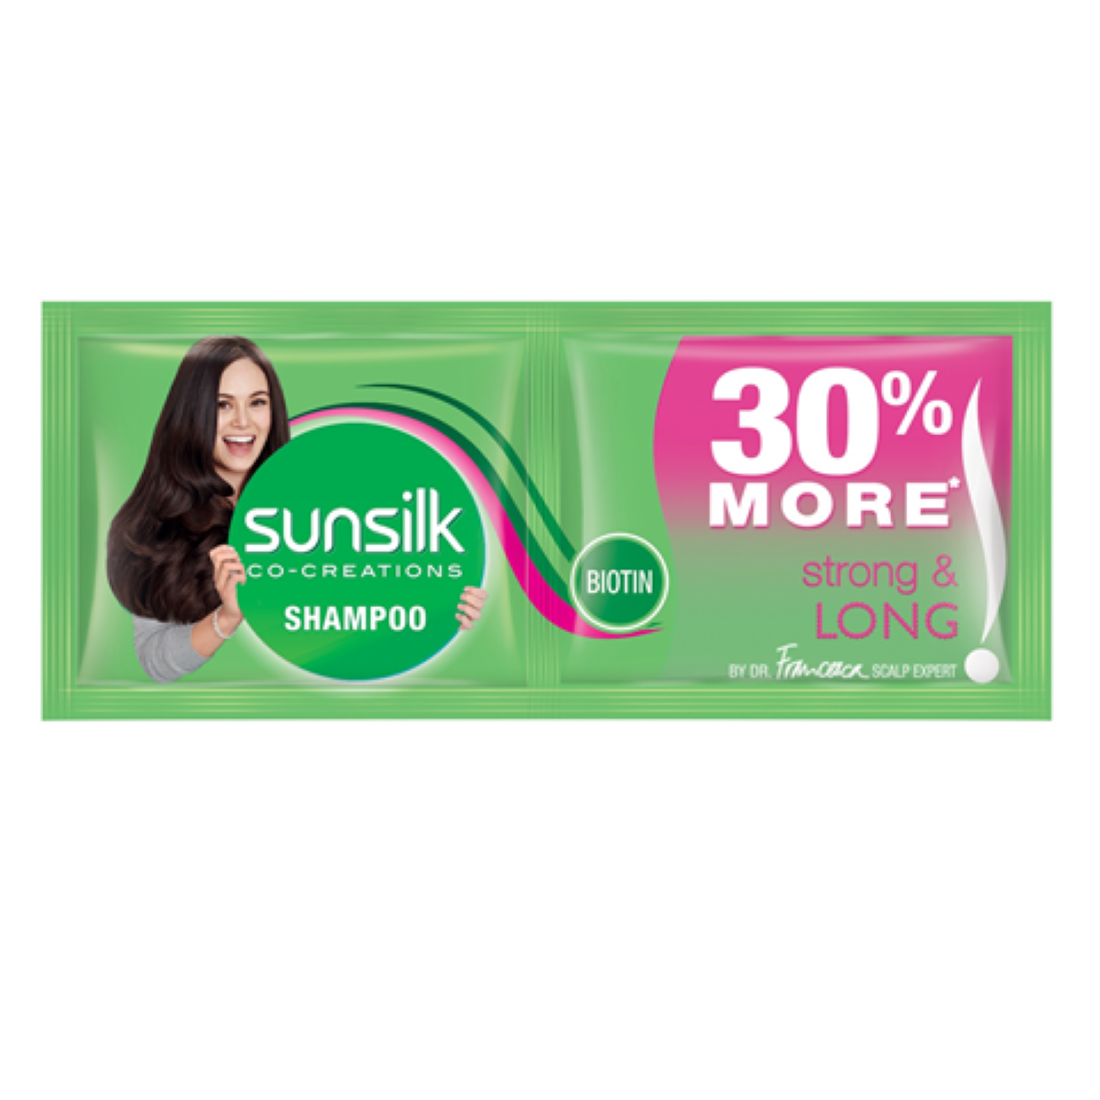 sunsilk
CO-CREATIONS
SHAMPOO
BIOTIN
30%
MORE*
strong &
LONG
BY DR. Francesca SCALP EXPERT